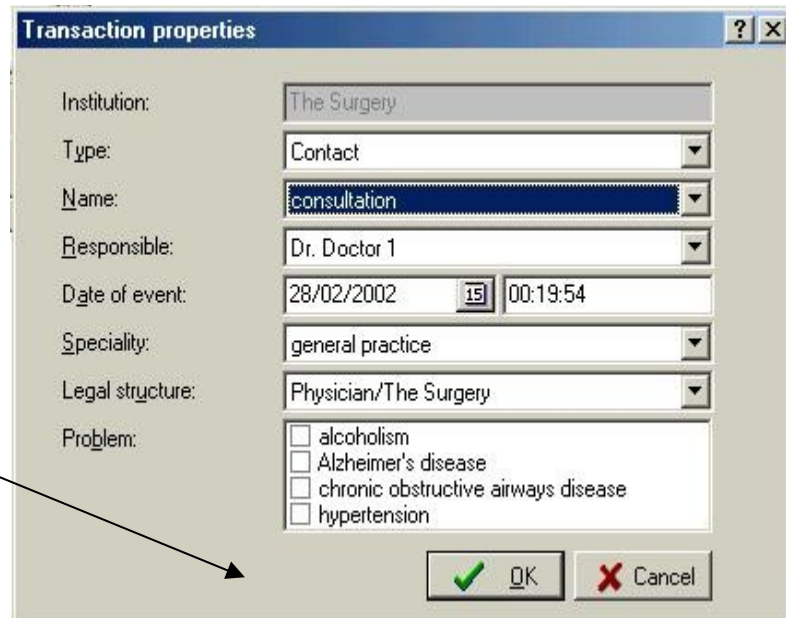 Transaction properties
Institution: The Surgery
Type: Contact
Name: consultation
Responsible: Dr. Doctor 1
Date of event: 28/02/2002 15 00:19:54
Speciality: general practice
Legal structure: Physician/The Surgery
Problem: alcoholism
Alzheimer's disease
chronic obstructive airways disease
hypertension
OK Cancel